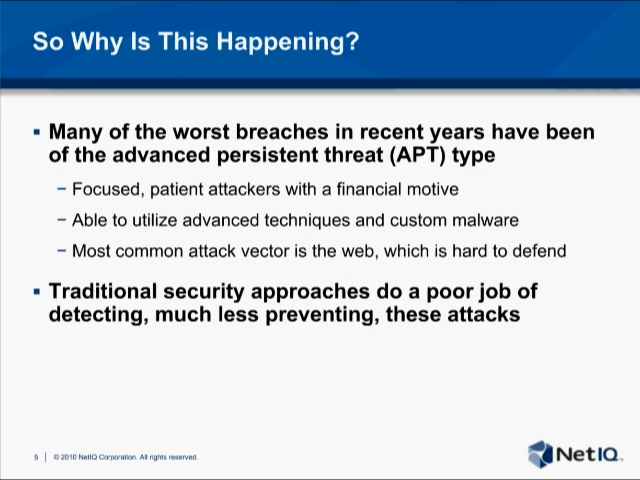 So Why Is This Happening?
▪ Many of the worst breaches in recent years have been
of the advanced persistent threat (APT) type
– Focused, patient attackers with a financial motive
– Able to utilize advanced techniques and custom malware
– Most common attack vector is the web, which is hard to defend
▪ Traditional security approaches do a poor job of
detecting, much less preventing, these attacks
5 | © 2010 NetIQ Corporation. All rights reserved.
NetIQ